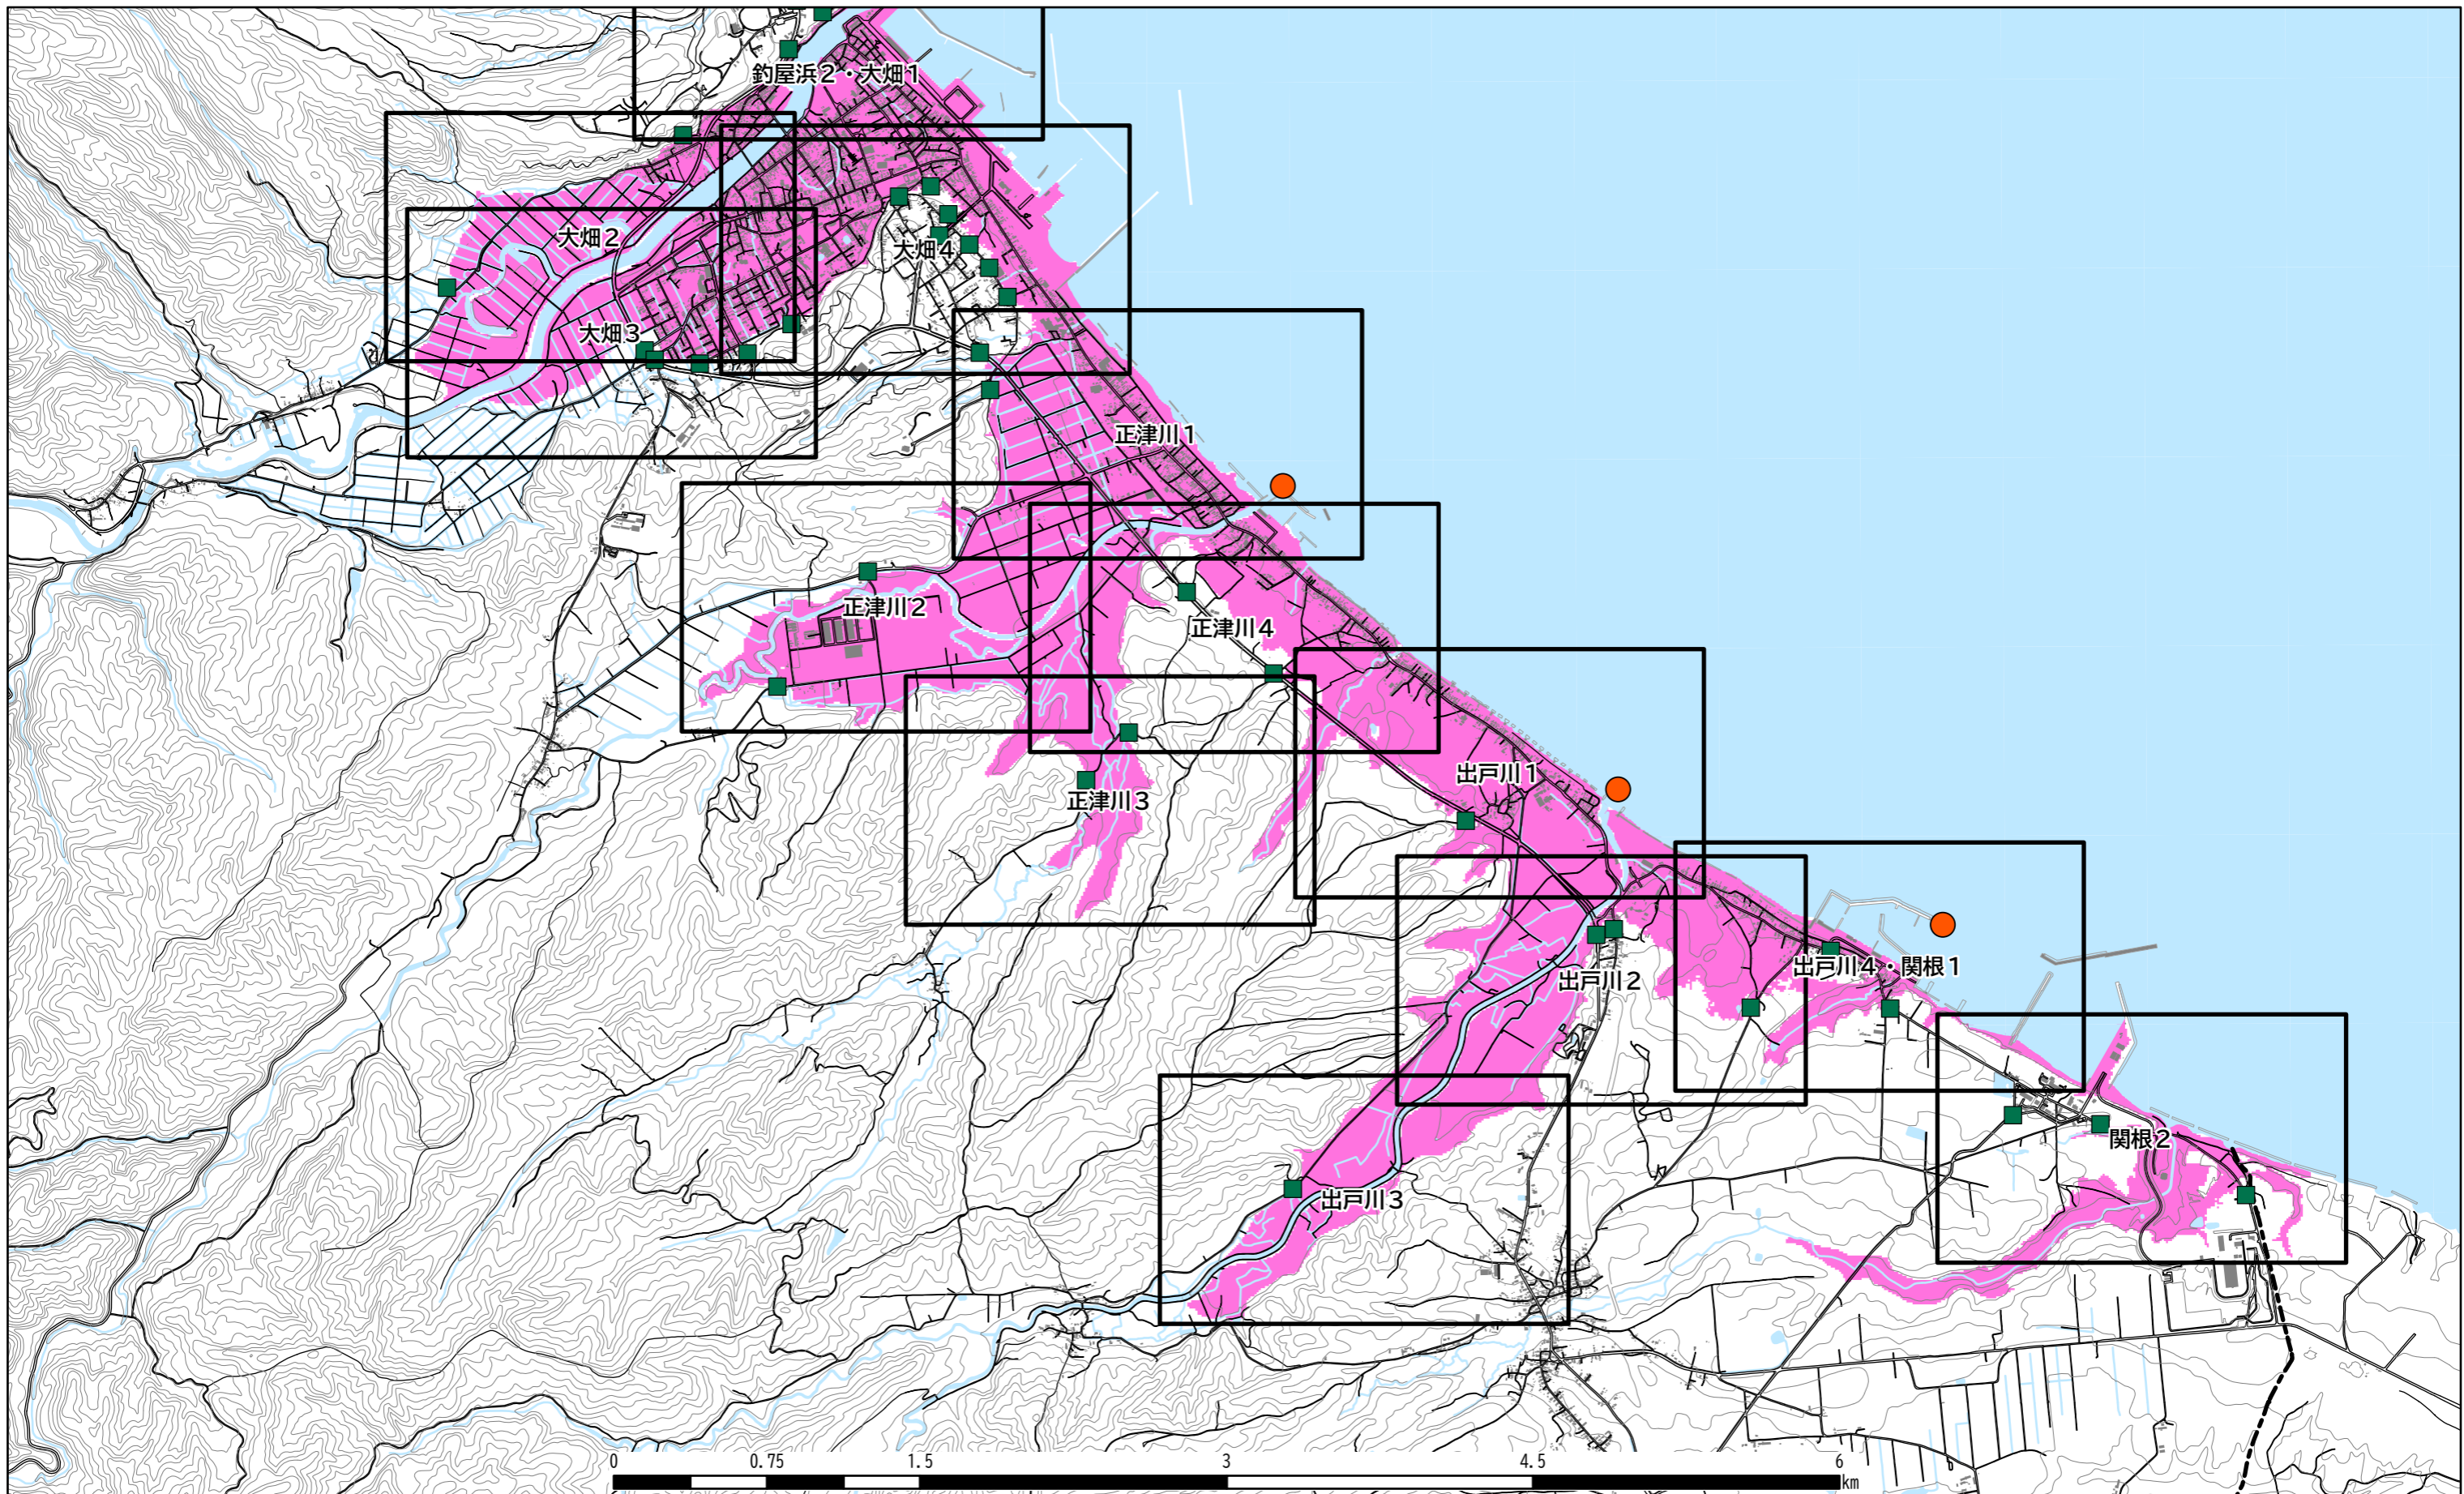 釣屋浜2・大畑1
大畑2
大畑4
大畑3
正津川1
正津川2
正津川4
出戸川1
正津川3
出戸川4・関根1
出戸川2
関根2
出戸川3
0 0.75 1.5 3 4.5 6
km